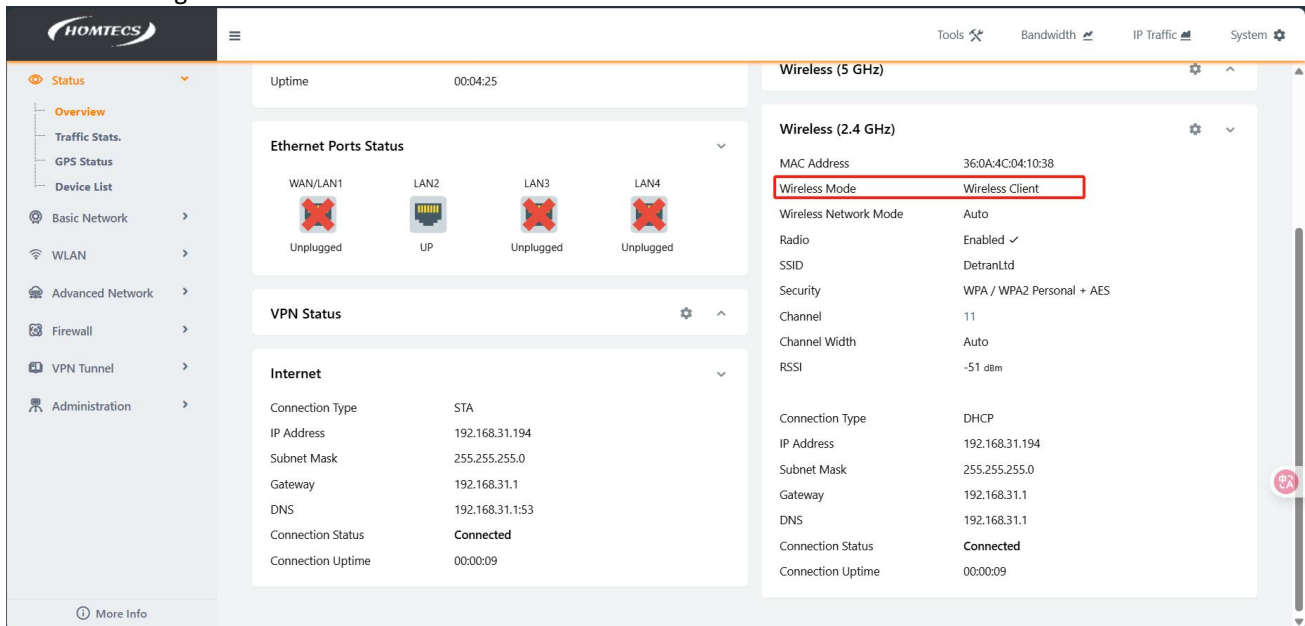 HOMTECS
Tools
Bandwidth
IP Traffic
System
Status
Overview
Traffic Stats.
GPS Status
Device List
Basic Network
WLAN
Advanced Network
Firewall
VPN Tunnel
Administration
More Info
Uptime 00:04:25
Ethernet Ports Status
WAN/LAN1 LAN2 LAN3 LAN4
Unplugged UP Unplugged Unplugged
VPN Status
Internet
Connection Type STA
IP Address 192.168.31.194
Subnet Mask 255.255.255.0
Gateway 192.168.31.1
DNS 192.168.31.1:53
Connection Status Connected
Connection Uptime 00:00:09
Wireless (5 GHz)
Wireless (2.4 GHz)
MAC Address 36:0A:4C:04:10:38
Wireless Mode Wireless Client
Wireless Network Mode Auto
Radio Enabled ✓
SSID DetranLtd
Security WPA / WPA2 Personal + AES
Channel 11
Channel Width Auto
RSSI -51 dBm
Connection Type DHCP
IP Address 192.168.31.194
Subnet Mask 255.255.255.0
Gateway 192.168.31.1
DNS 192.168.31.1
Connection Status Connected
Connection Uptime 00:00:09